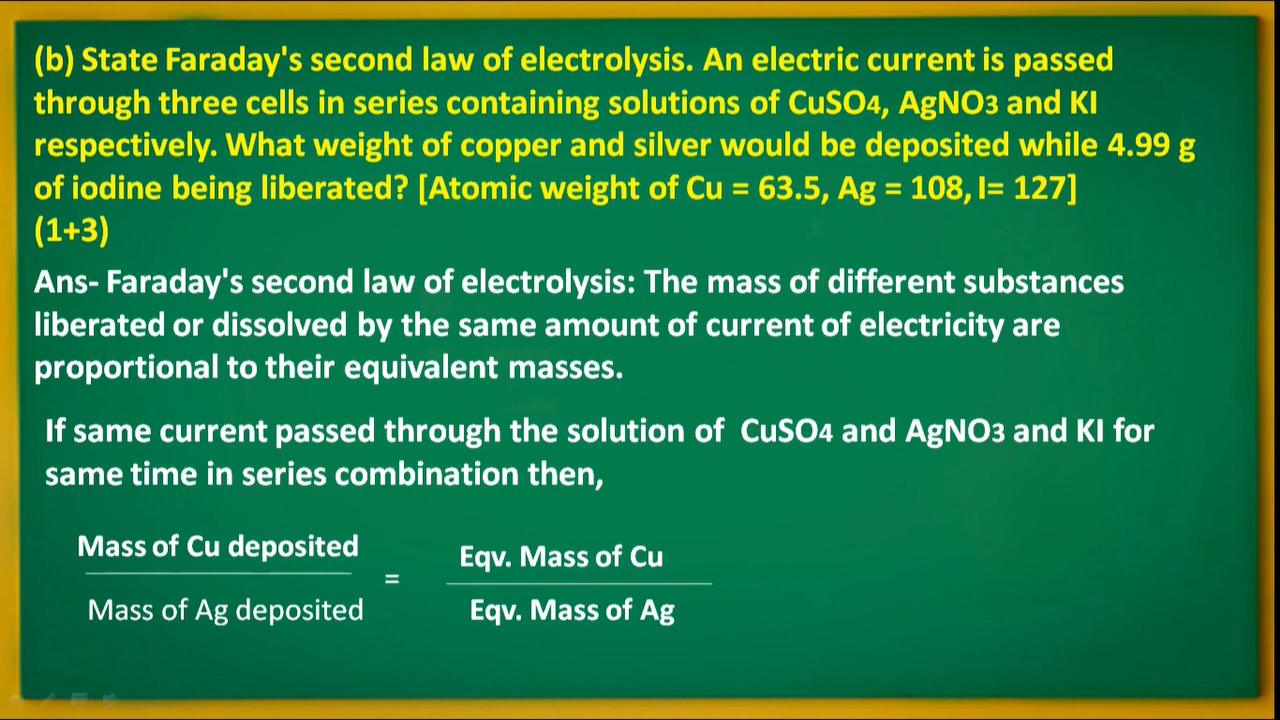 (b) State Faraday's second law of electrolysis. An electric current is passed
through three cells in series containing solutions of CuSO4, AgNO3 and KI
respectively. What weight of copper and silver would be deposited while 4.99 g
of iodine being liberated? [Atomic weight of Cu = 63.5, Ag = 108, I= 127]
(1+3)
Ans- Faraday's second law of electrolysis: The mass of different substances
liberated or dissolved by the same amount of current of electricity are
proportional to their equivalent masses.
If same current passed through the solution of CuSO4 and AgNO3 and KI for
same time in series combination then,
Mass of Cu deposited
Mass of Ag deposited
=
Eqv. Mass of Cu
Eqv. Mass of Ag